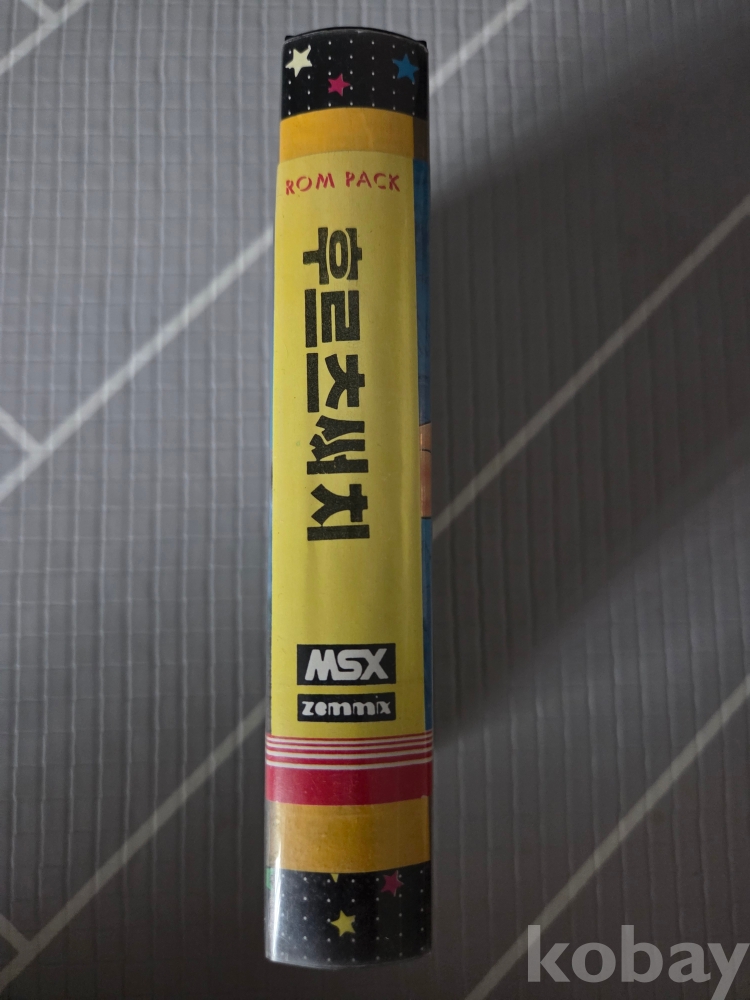 ROM PACK
후르츠써치
MSX
zemmix
kobay